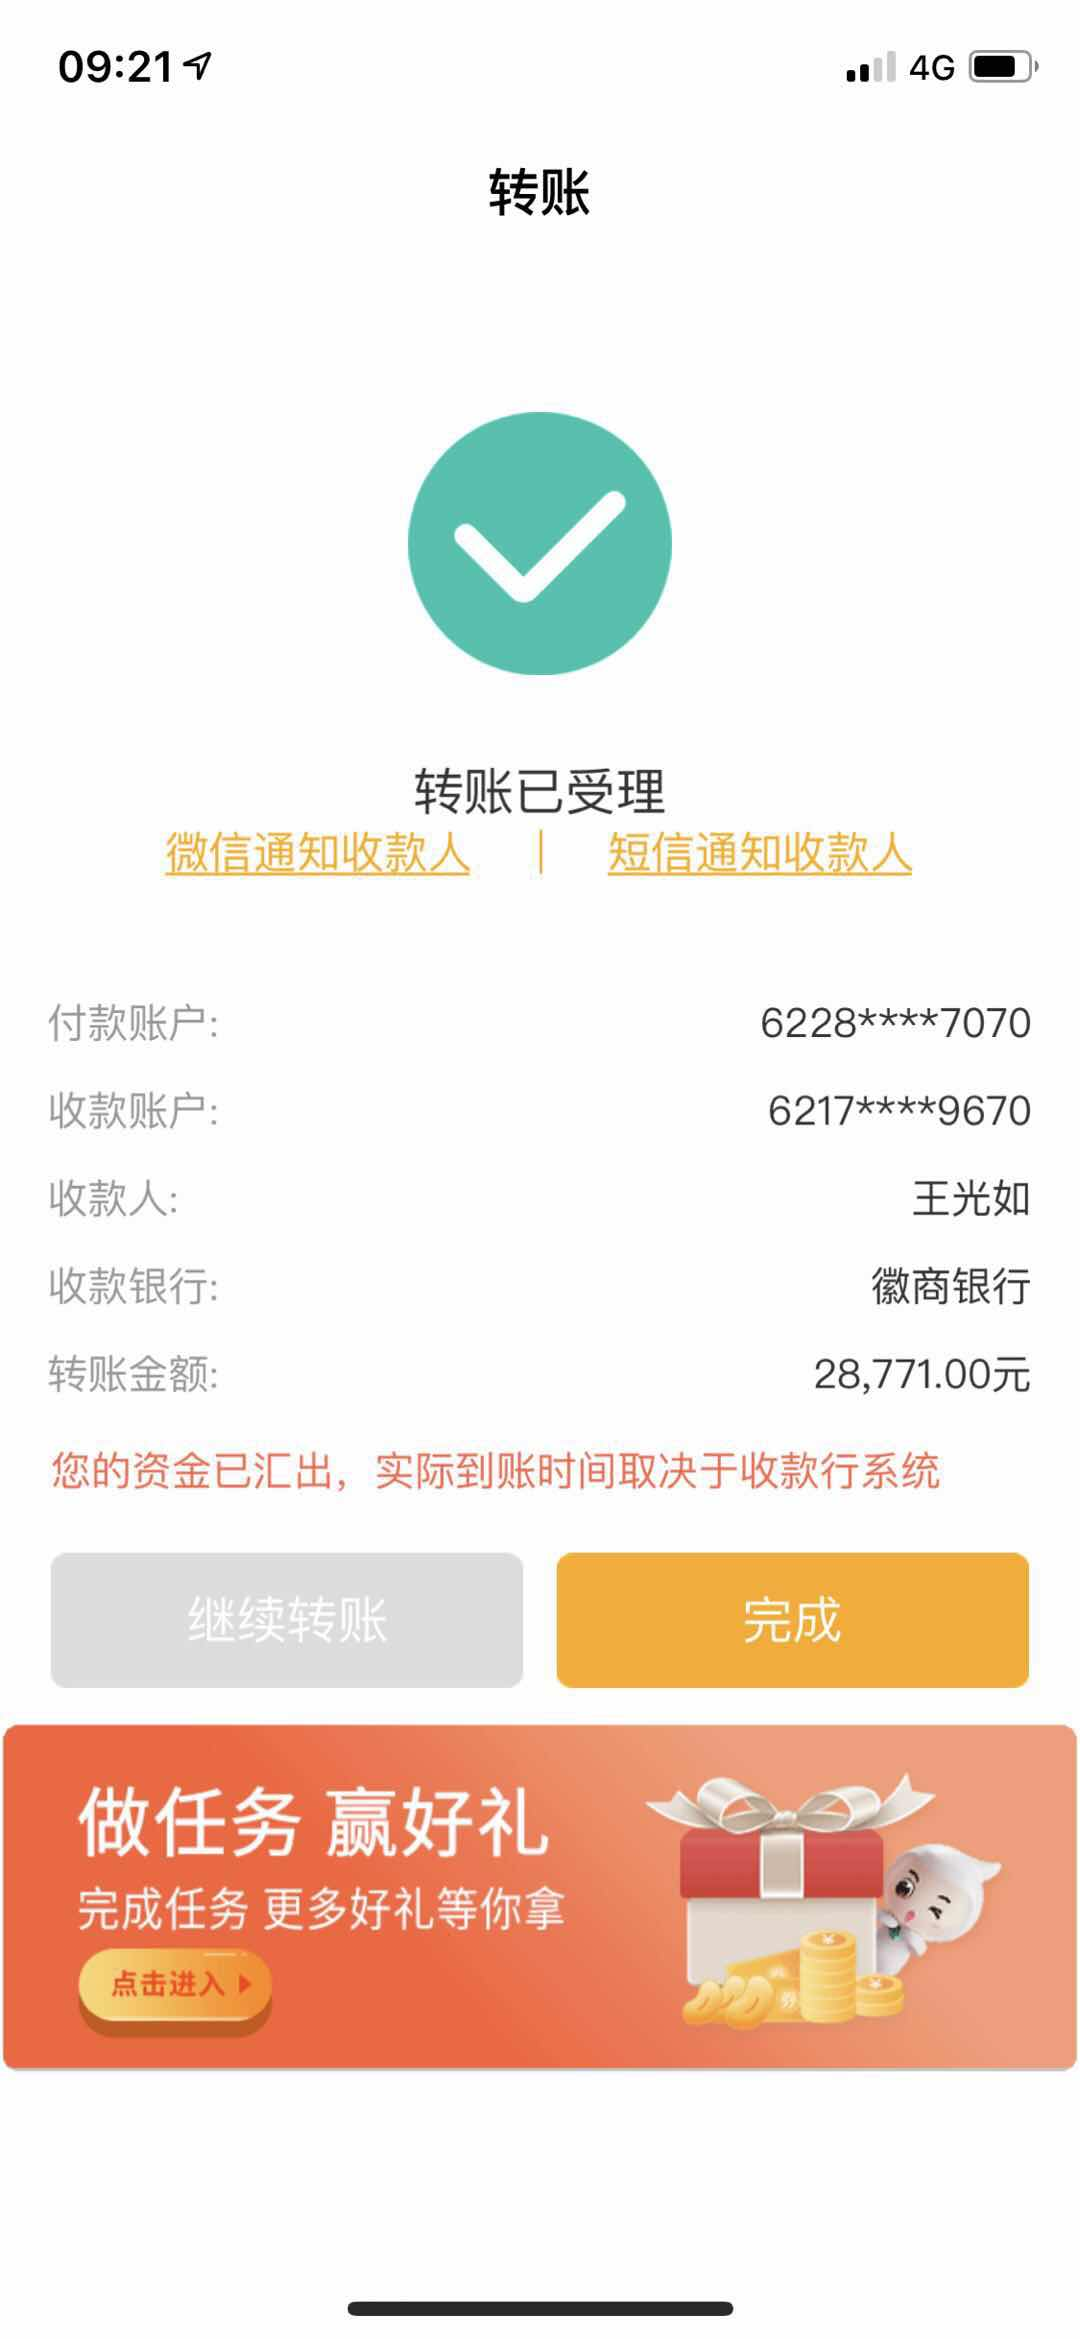 09:21
4G
转账
转账已受理
微信通知收款人 | 短信通知收款人
付款账户: 6228****7070
收款账户: 6217****9670
收款人: 王光如
收款银行: 徽商银行
转账金额: 28,771.00元
您的资金已汇出，实际到账时间取决于收款行系统
继续转账
完成
做任务 赢好礼
完成任务 更多好礼等你拿
点击进入
券